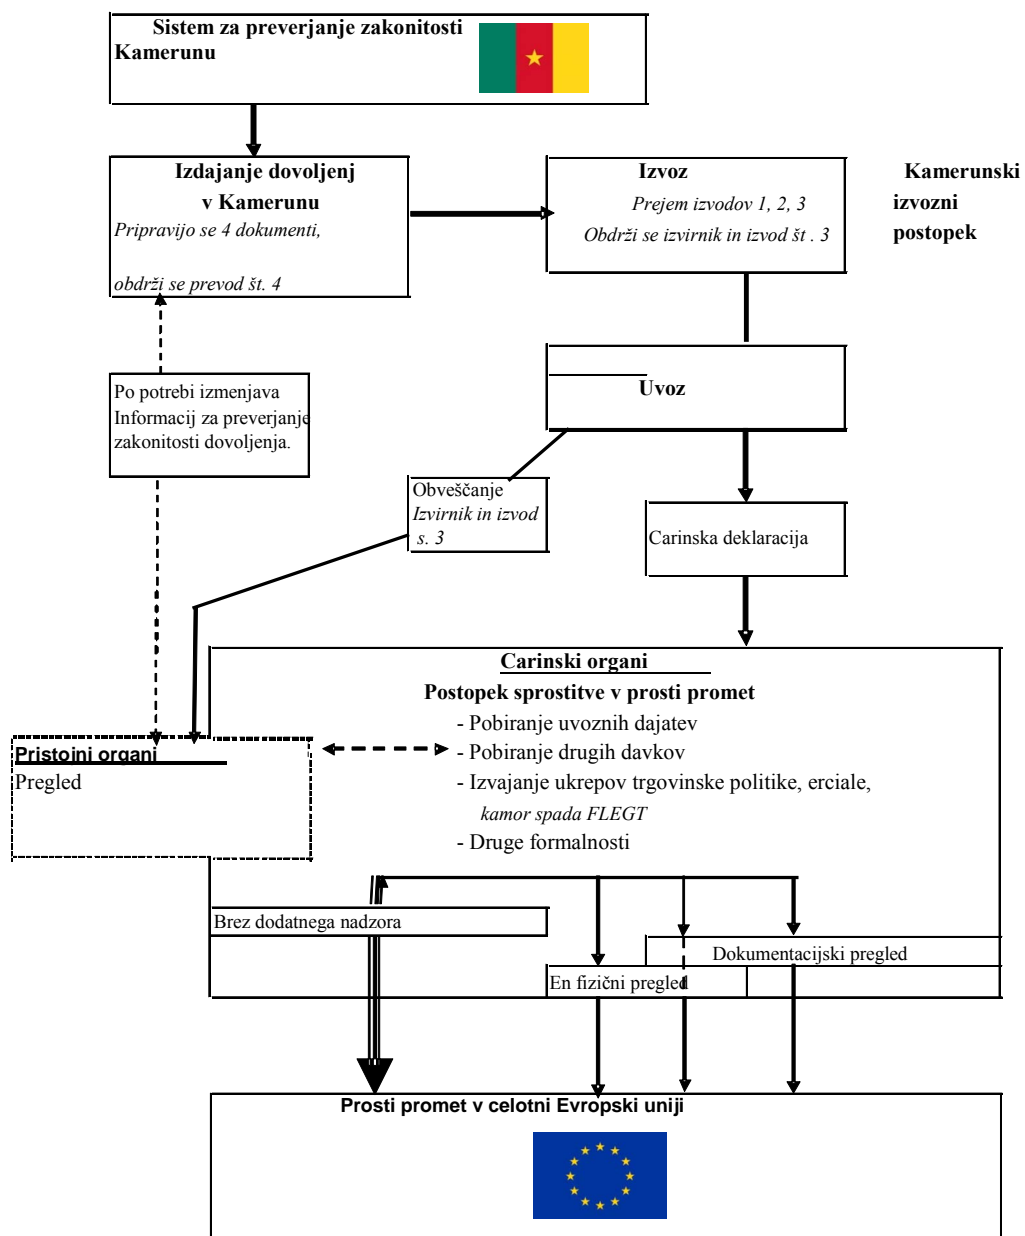 Sistem za preverjanje zakonitosti
Kamerunu
Izdajanje dovoljenj
v Kamerunu
Pripravijo se 4 dokumenti,
obdrži se prevod št. 4
Izvoz
Prejem izvodov 1, 2, 3
Obdrži se izvirnik in izvod št . 3
Kamerunski
izvozni
postopek
Uvoz
Po potrebi izmenjava
Informacij za preverjanje
zakonitosti dovoljenja.
Obveščanje
Izvirnik in izvod
s. 3
Carinska deklaracija
Carinski organi
Postopek sprostitve v prosti promet
- Pobiranje uvoznih dajatev
- Pobiranje drugih davkov
- Izvajanje ukrepov trgovinske politike, erciale,
kamor spada FLEGT
- Druge formalnosti
Pristojni organi
Pregled
Brez dodatnega nadzora
Dokumentacijski pregled
En fizični pregled
Prosti promet v celotni Evropski uniji